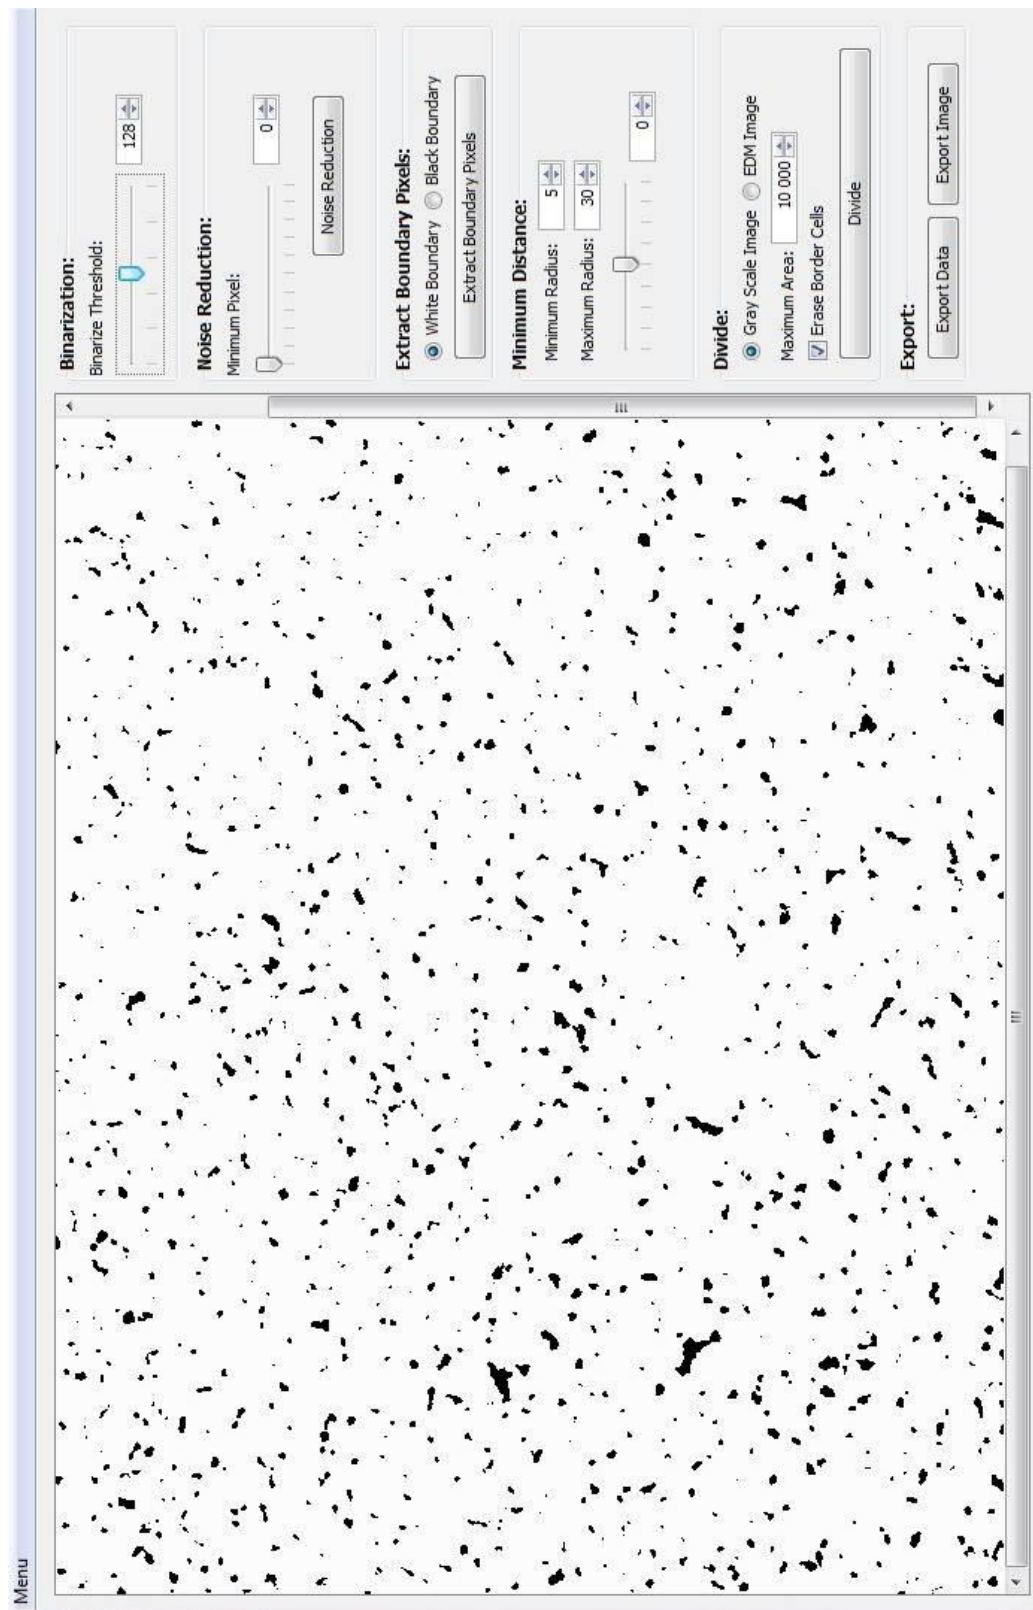 Menu
Binarization:
Binarize Threshold:
128
Noise Reduction:
Minimum Pixel:
0
Noise Reduction
Extract Boundary Pixels:
White Boundary Black Boundary
Extract Boundary Pixels
Minimum Distance:
Minimum Radius: 5
Maximum Radius: 30
0
Divide:
Gray Scale Image EDM Image
Maximum Area: 10 000
Erase Border Cells
Divide
Export:
Export Data Export Image